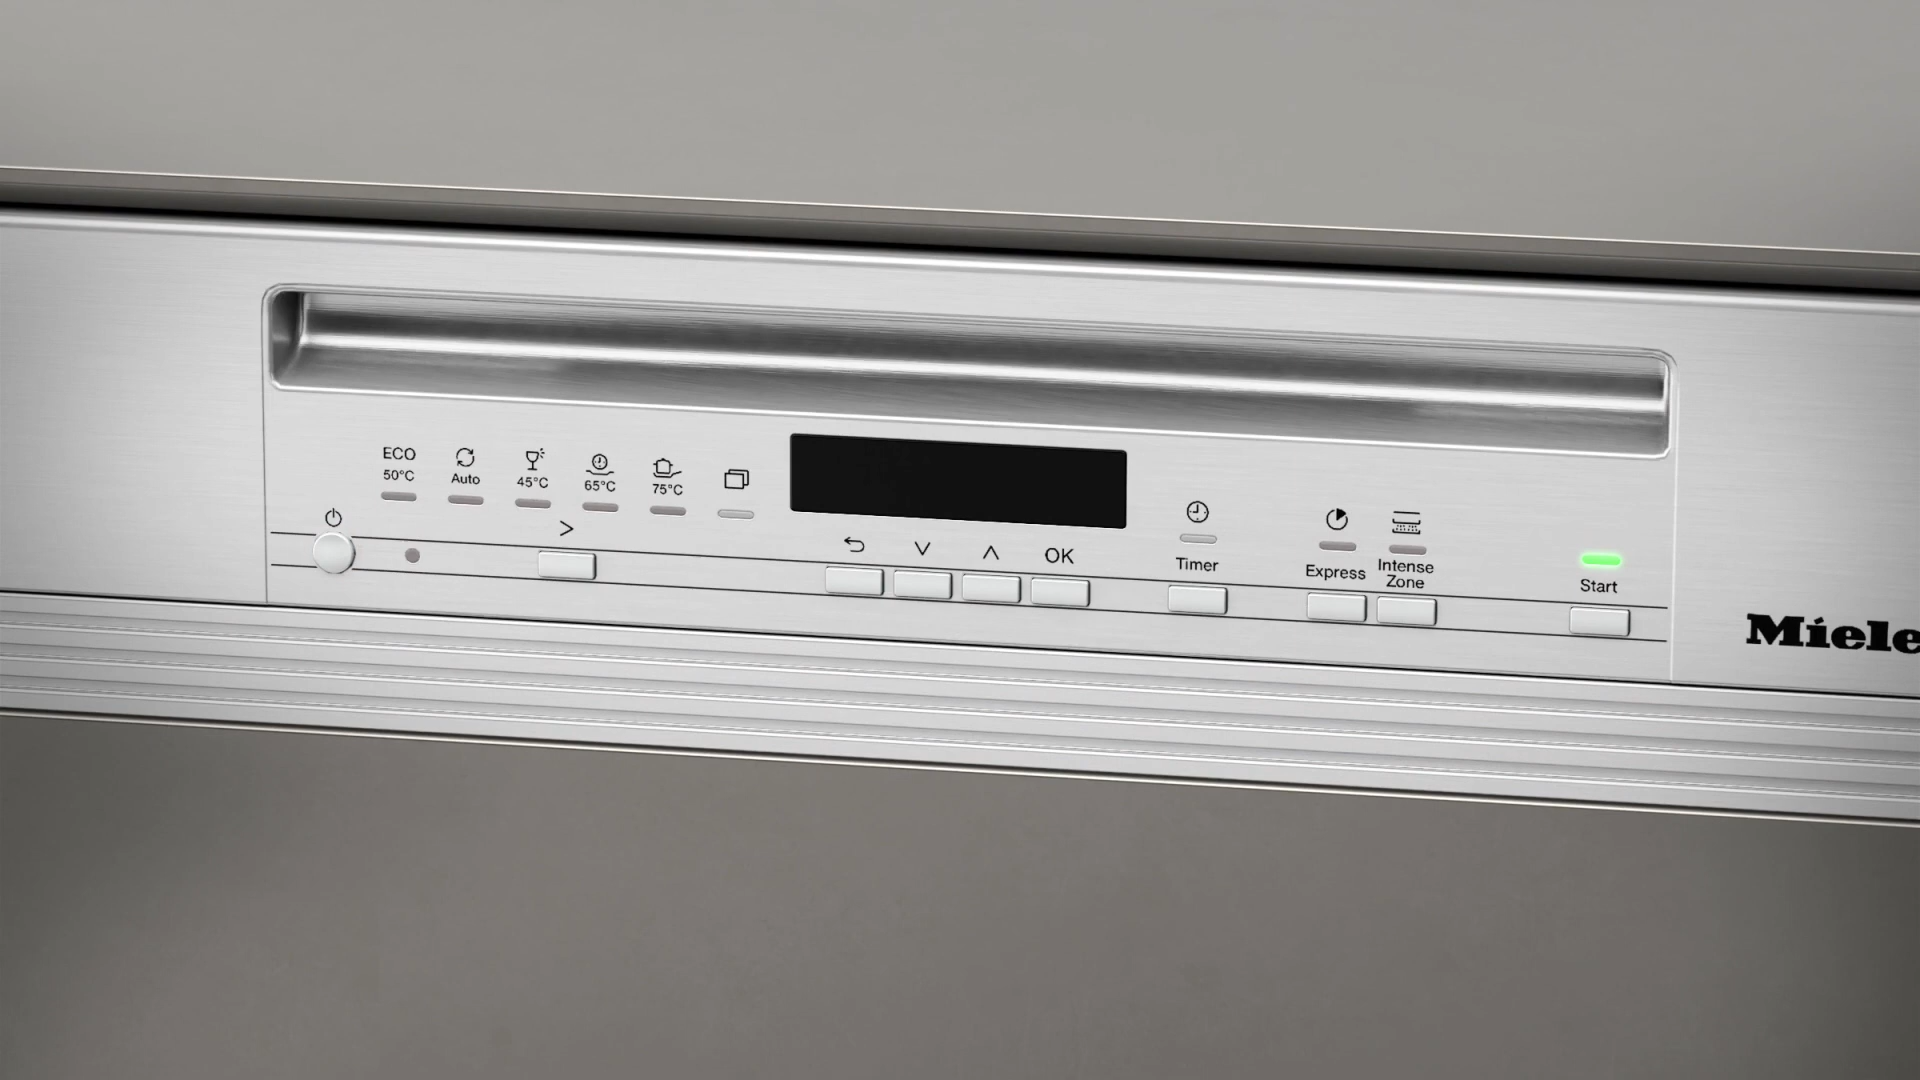 ECO
50°C
Auto
45°C
65°C
75°C
>
OK
Timer
Express
Intense
Zone
Start
Miele